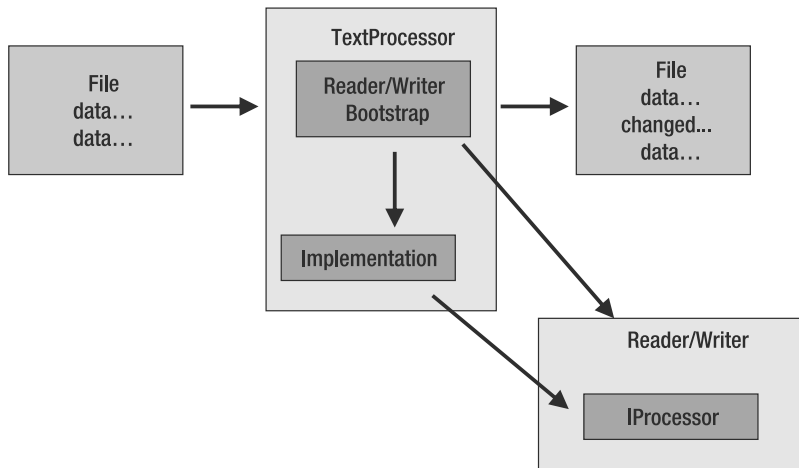 File
data...
data...
TextProcessor
Reader/Writer
Bootstrap
Implementation
File
data...
changed...
data...
Reader/Writer
IProcessor